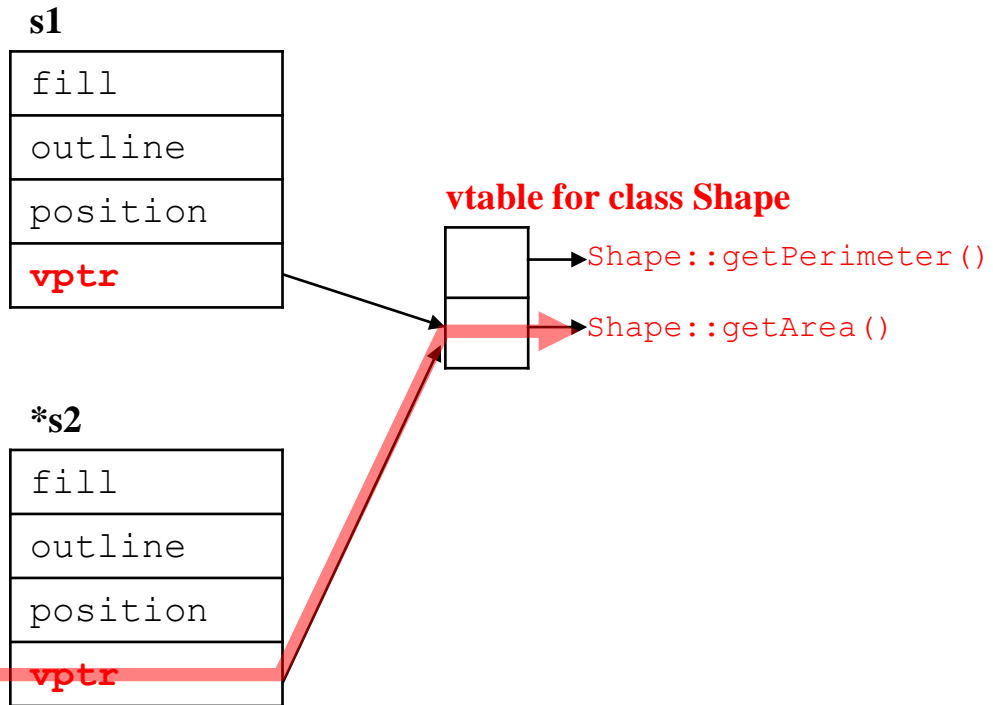 s1
fill
outline
position
vptr
vtable for class Shape
Shape::getPerimeter()
Shape::getArea()
*s2
fill
outline
position
vptr